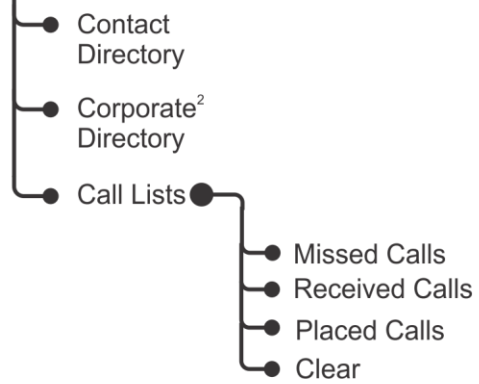 Contact
Directory
Corporate²
Directory
Call Lists
Missed Calls
Received Calls
Placed Calls
Clear